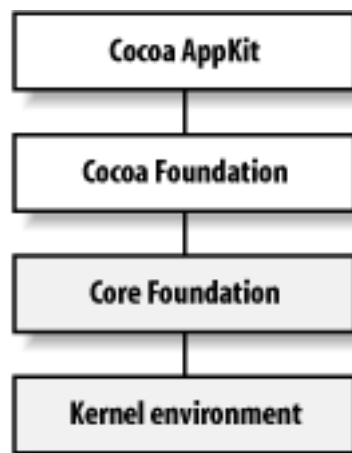 Cocoa AppKit
Cocoa Foundation
Core Foundation
Kernel environment